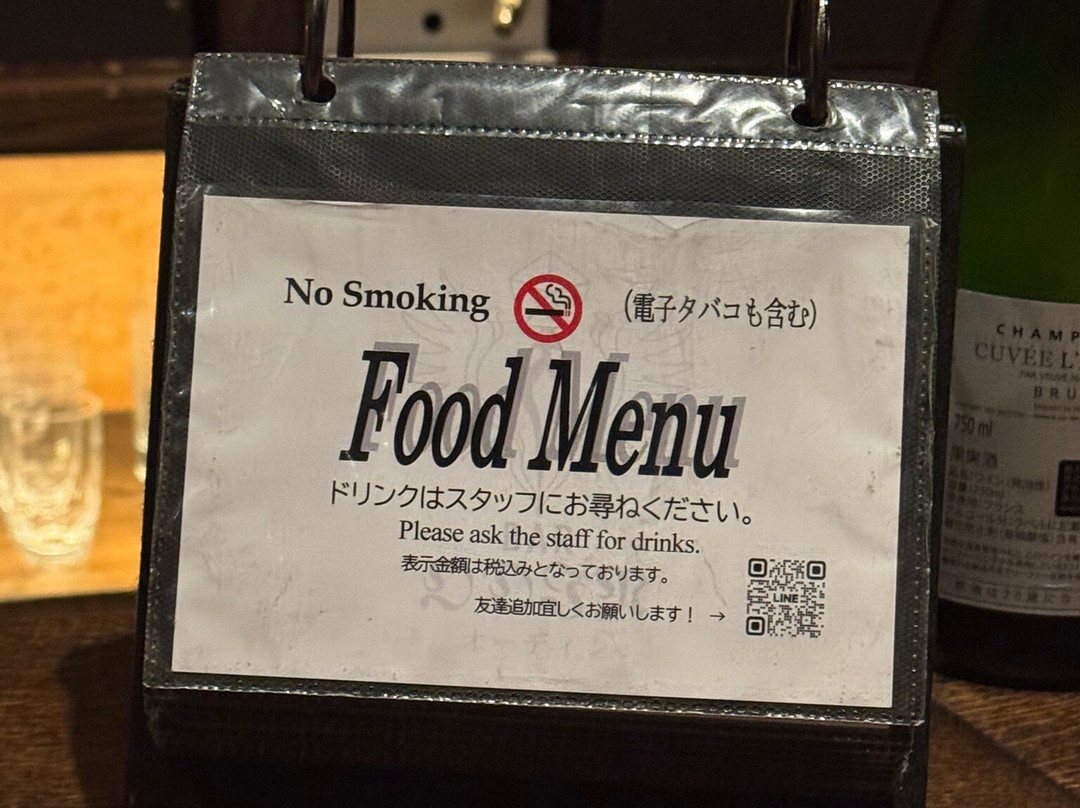 No Smoking (電子タバコも含む)
Food Menu
ドリンクはスタッフにお尋ねください。
Please ask the staff for drinks.
表示金額は税込みとなっております。
友達追加宜しくお願いします！ →
LINE
CHAMP
CUVÉE L'
BRU
750 ml
果実酒